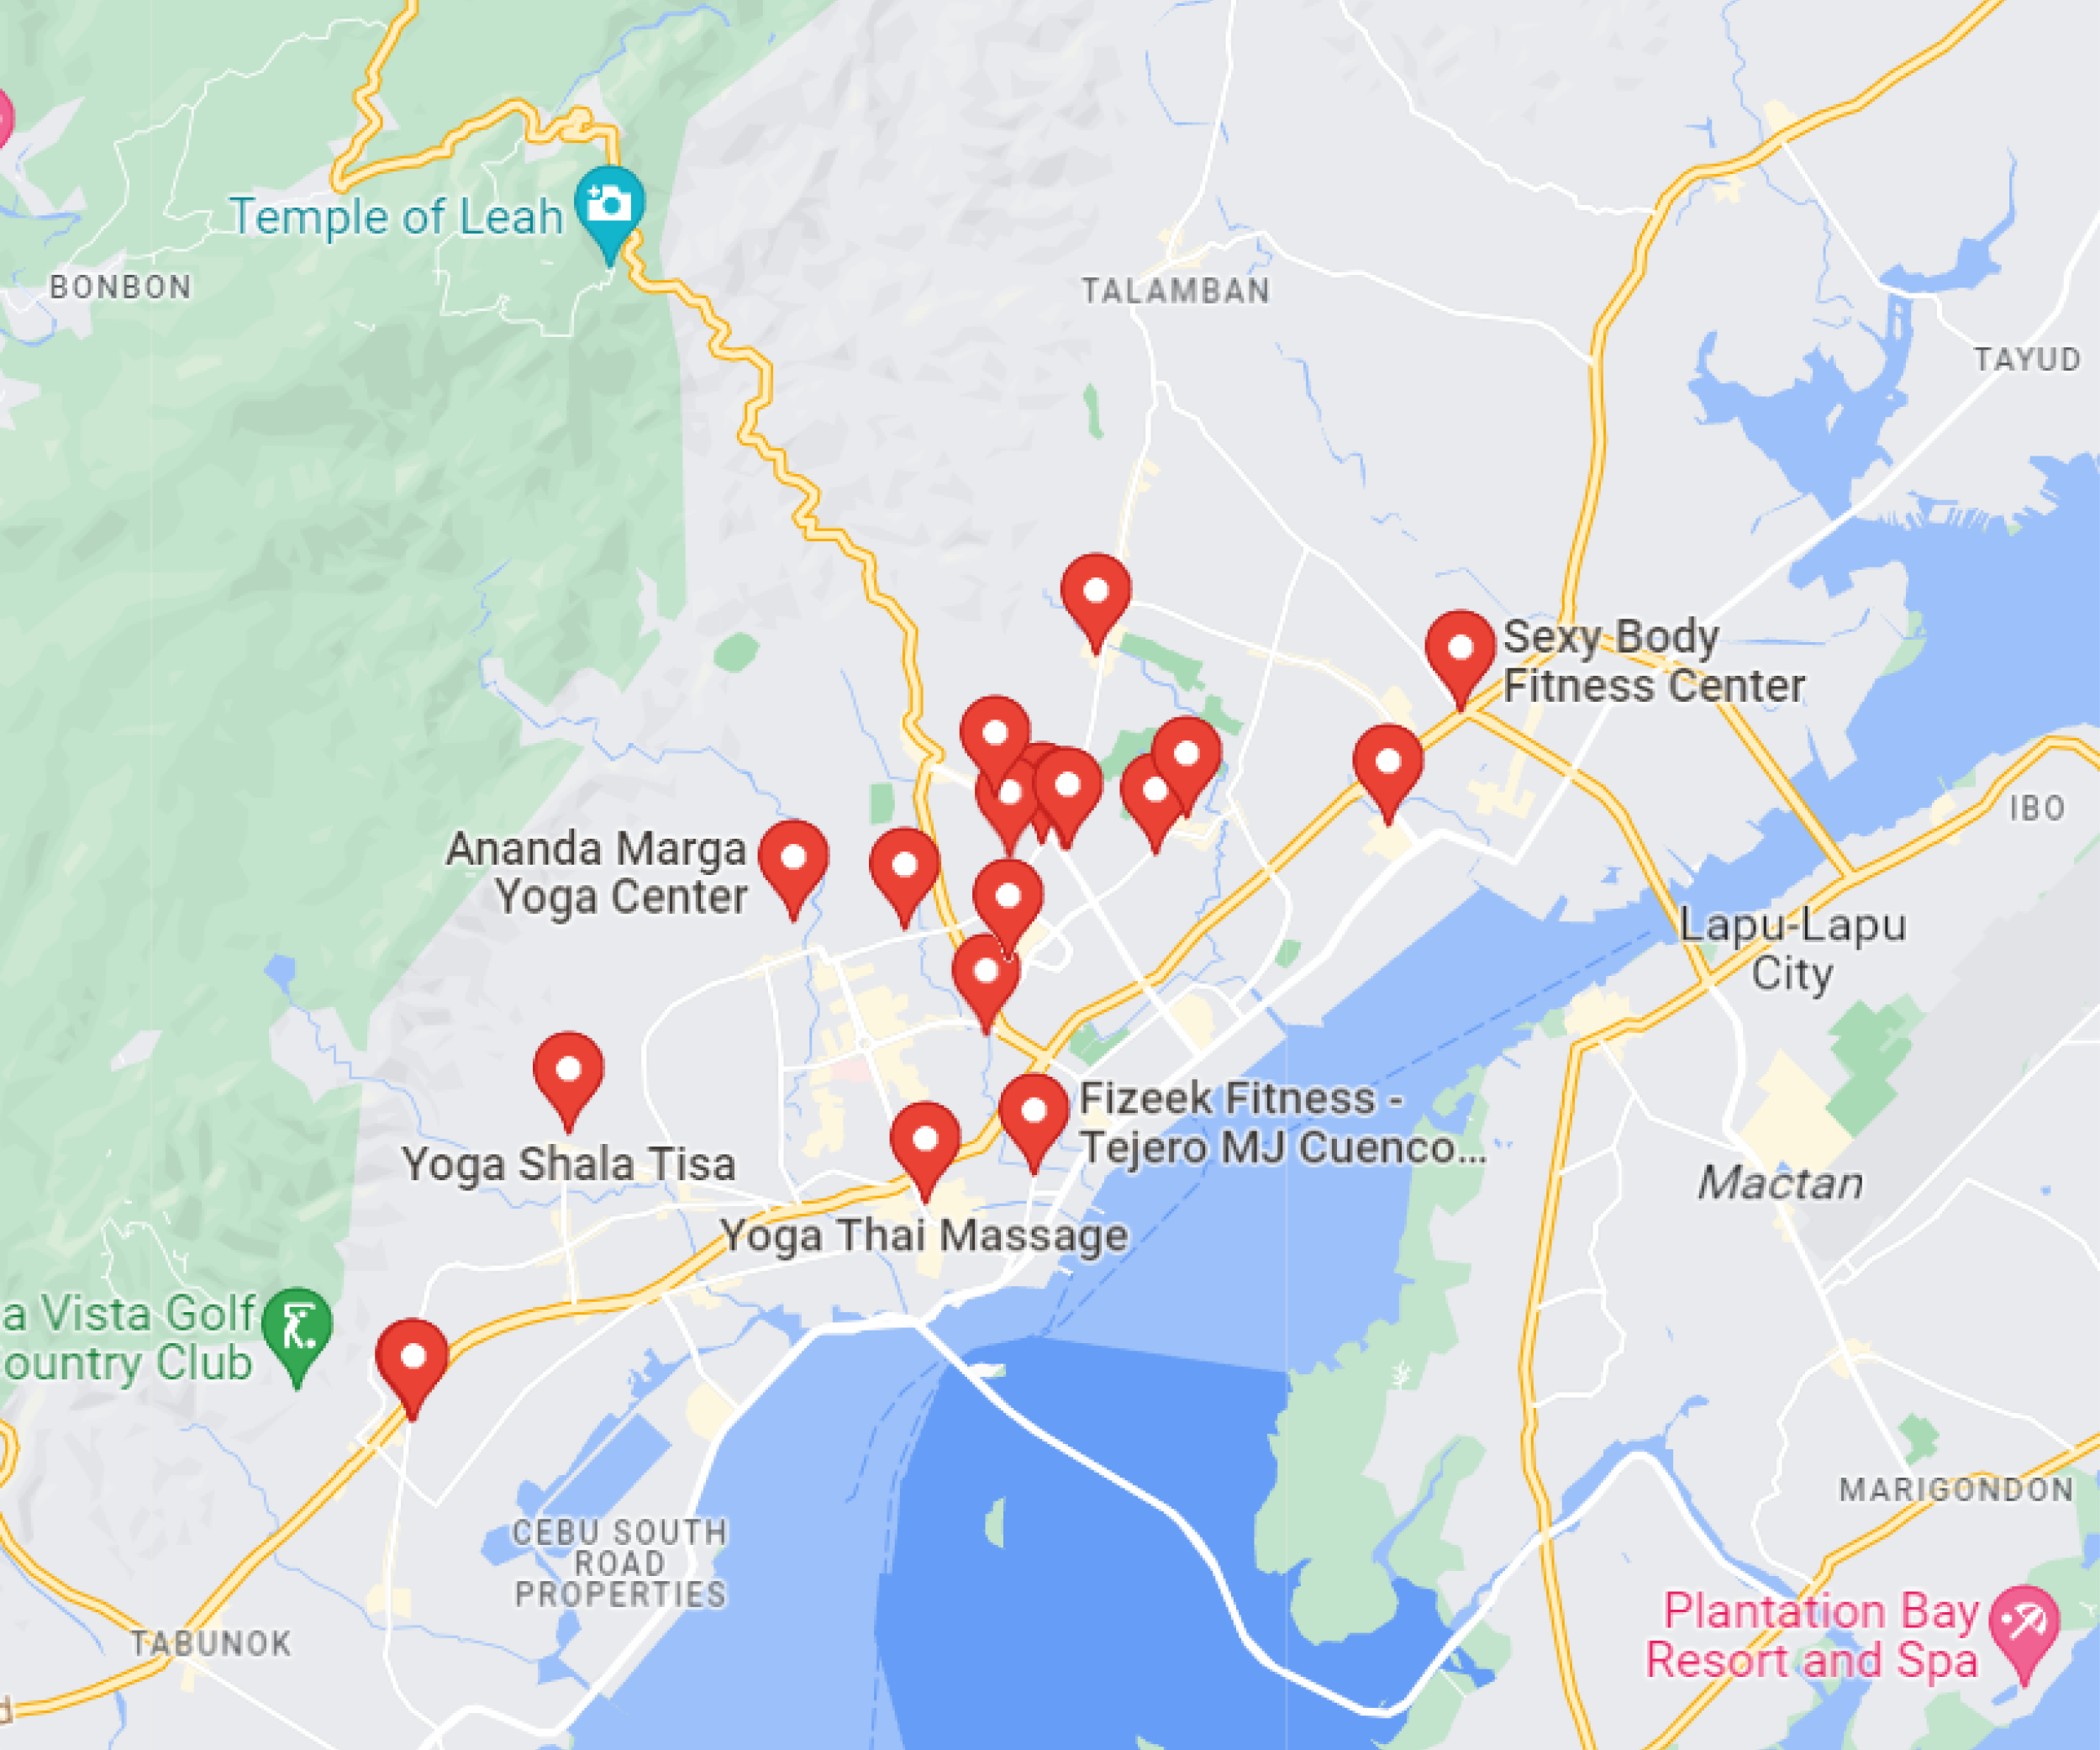 Temple of Leah
BONBON
TALAMBAN
TAYUD
Sexy Body
Fitness Center
IBO
Ananda Marga
Yoga Center
Lapu-Lapu
City
Fizeek Fitness -
Tejero MJ Cuenco...
Yoga Shala Tisa
Mactan
Yoga Thai Massage
a Vista Golf
ountry Club
MARIGONDON
CEBU SOUTH
ROAD
PROPERTIES
TABUNOK
Plantation Bay
Resort and Spa
d